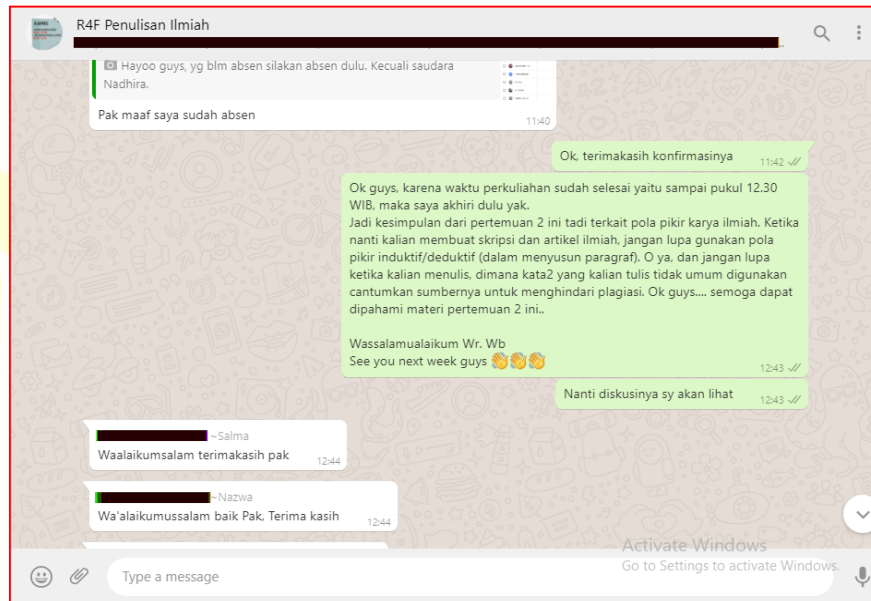 R4F Penulisan Ilmiah
Hayoo guys, yg blm absen silakan absen dulu. Kecuali saudara
Nadhira.
Pak maaf saya sudah absen
11:40
Ok, terimakasih konfirmasinya
11:42
Ok guys, karena waktu perkuliahan sudah selesai yaitu sampai pukul 12.30
WIB, maka saya akhiri dulu yak.
Jadi kesimpulan dari pertemuan 2 ini tadi terkait pola pikir karya ilmiah. Ketika
nanti kalian membuat skripsi dan artikel ilmiah, jangan lupa gunakan pola
pikir induktif/deduktif (dalam menyusun paragraf). O ya, dan jangan lupa
ketika kalian menulis, dimana kata2 yang kalian tulis tidak umum digunakan
cantumkan sumbernya untuk menghindari plagiasi. Ok guys.... semoga dapat
dipahami materi pertemuan 2 ini..
Wassalamualaikum Wr. Wb
See you next week guys 👏👏👏
12:43
Nanti diskusinya sy akan lihat
12:43
~Salma
Waalaikumsalam terimakasih pak
12:44
~Nazwa
Wa'alaikumussalam baik Pak, Terima kasih
12:44
Activate Windows
Go to Settings to activate Windows.
Type a message